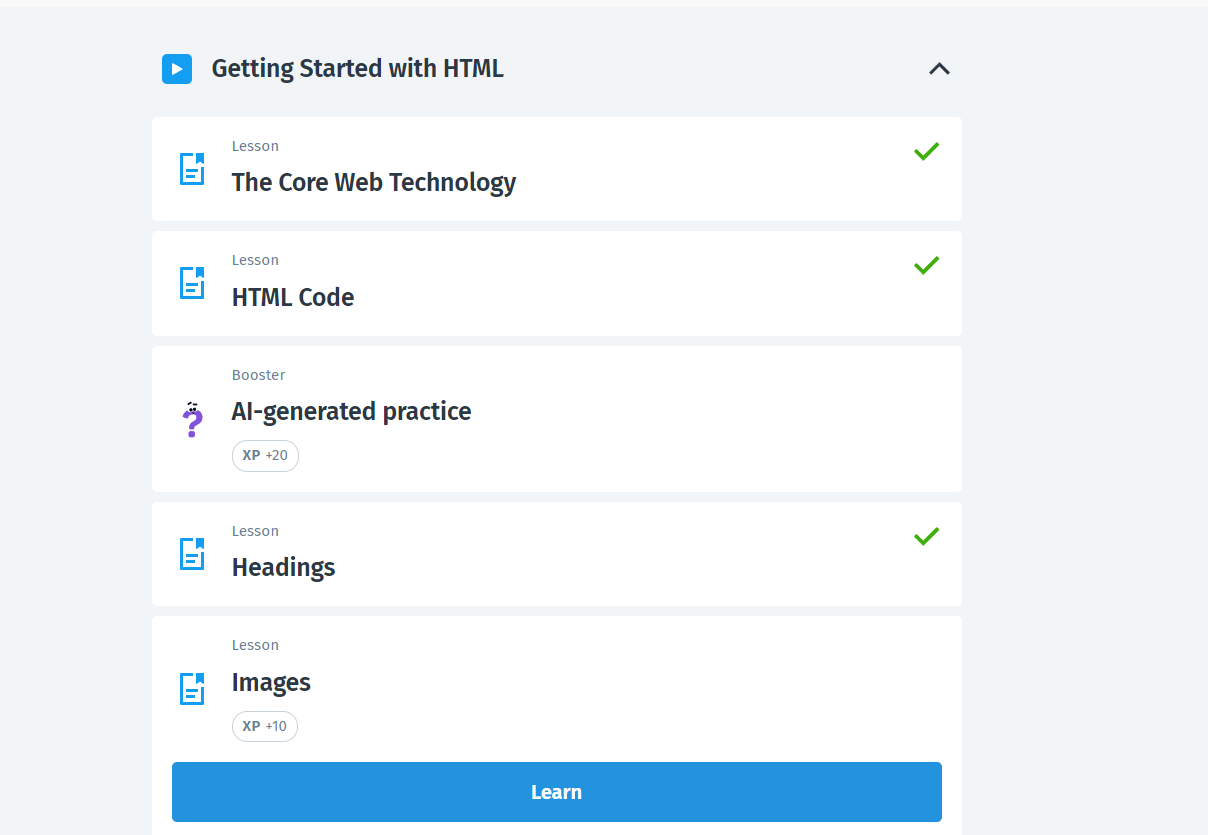 Getting Started with HTML
Lesson
The Core Web Technology
Lesson
HTML Code
Booster
AI-generated practice
XP +20
Lesson
Headings
Lesson
Images
XP +10
Learn